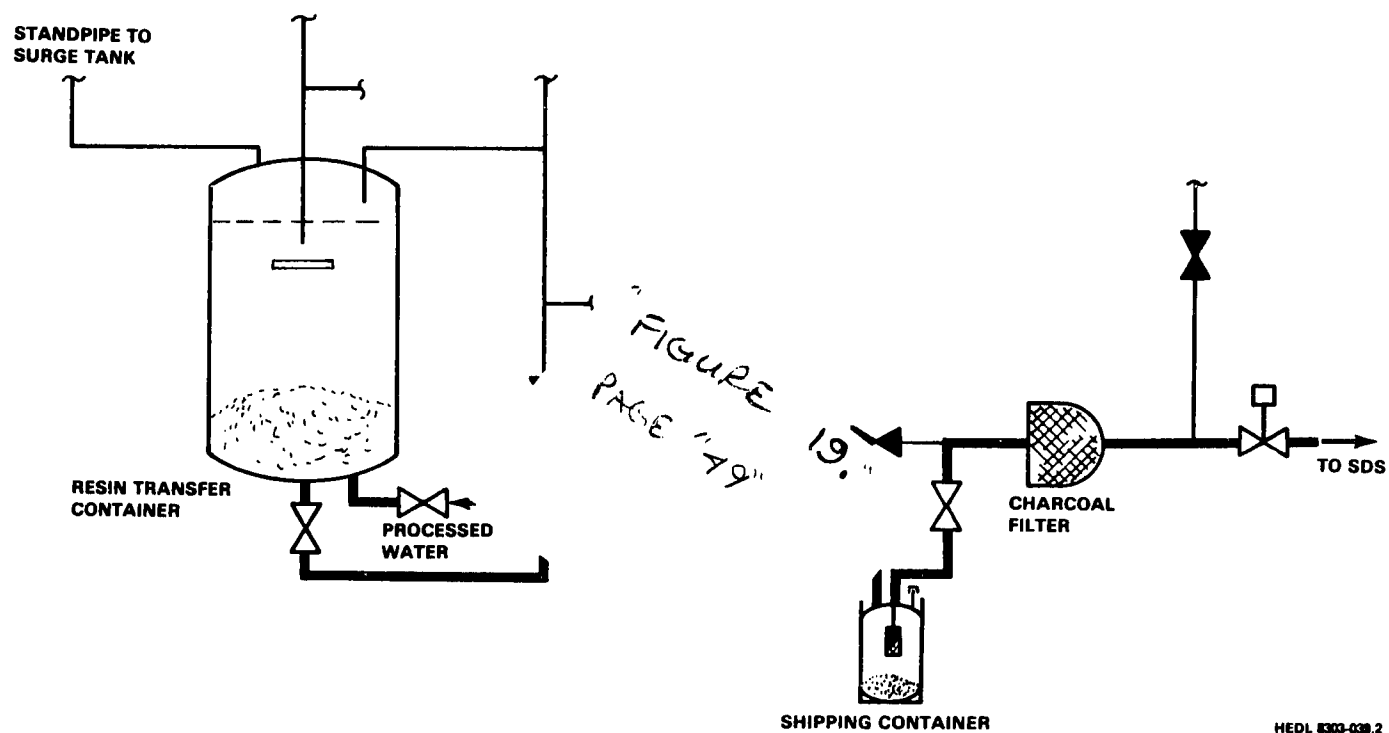 STANDPIPE TO
SURGE TANK
"FIGURE 19."
PAGE "49"
RESIN TRANSFER
CONTAINER
PROCESSED
WATER
CHARCOAL
FILTER
TO SDS
SHIPPING CONTAINER
HEDL 8303-039.2